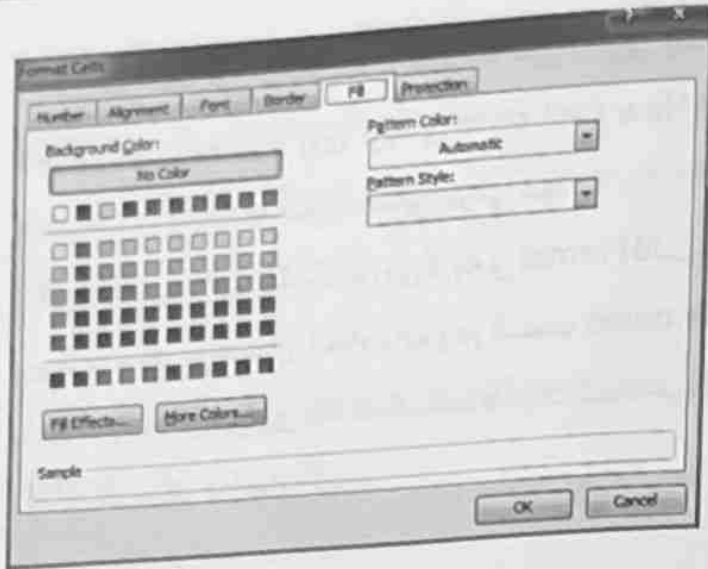 ? X
Format Cells
Number Alignment Font Border Fill Protection
Background Color:
No Color
Pattern Color:
Automatic
Pattern Style:
Fill Effects... More Colors...
Sample
OK Cancel